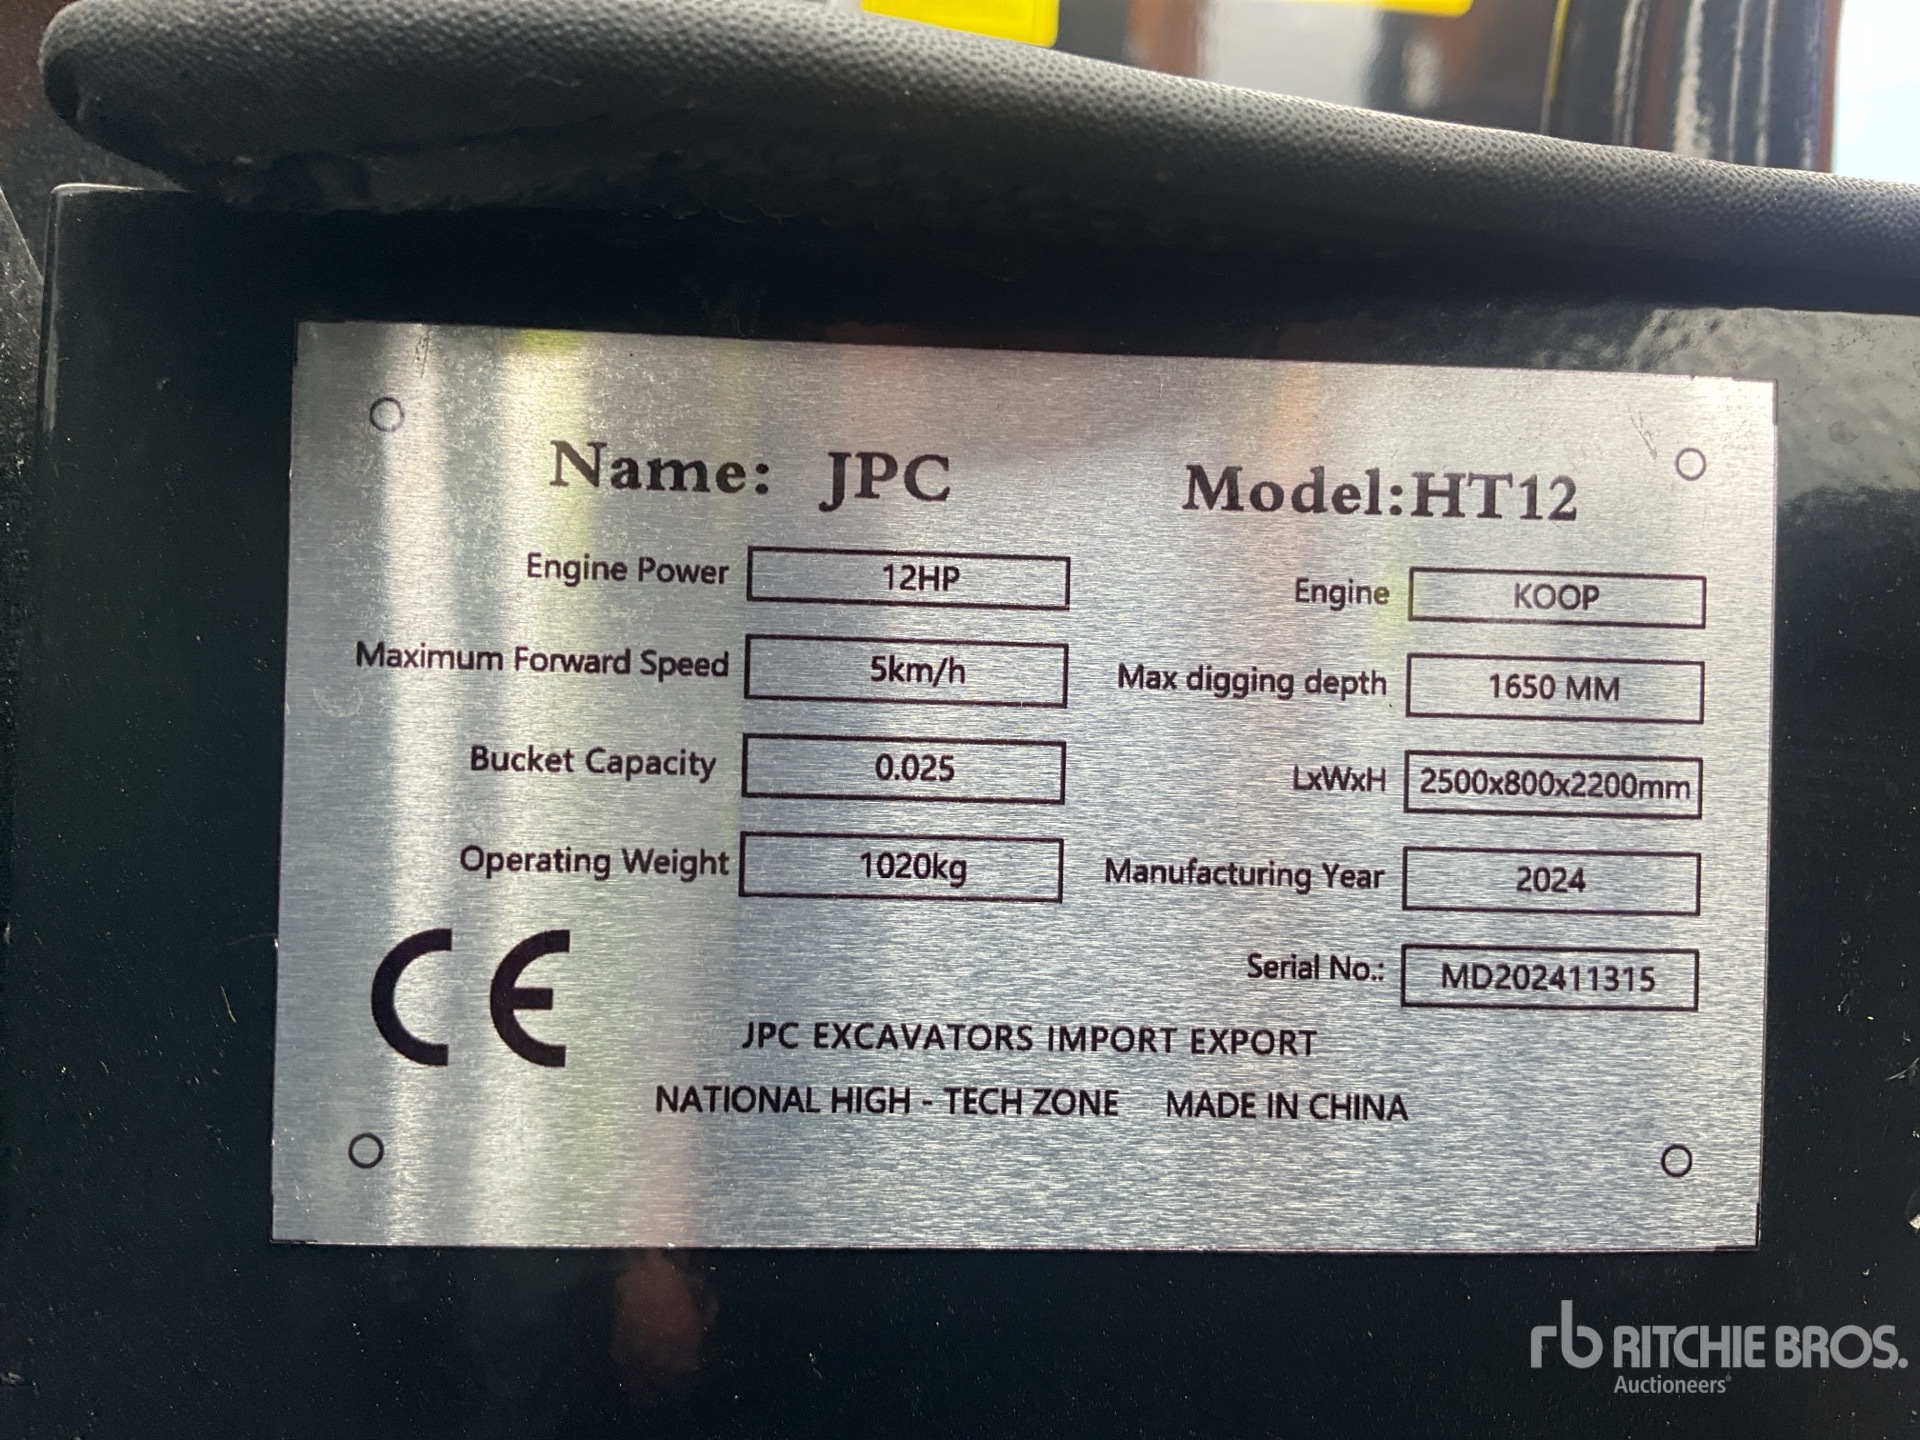 Name: JPC Model:HT12
Engine Power 12HP Engine KOOP
Maximum Forward Speed 5km/h Max digging depth 1650 MM
Bucket Capacity 0.025 LxWxH 2500x800x2200mm
Operating Weight 1020kg Manufacturing Year 2024
CE Serial No.: MD202411315
JPC EXCAVATORS IMPORT EXPORT
NATIONAL HIGH - TECH ZONE MADE IN CHINA
rb RITCHIE BROS.
Auctioneers